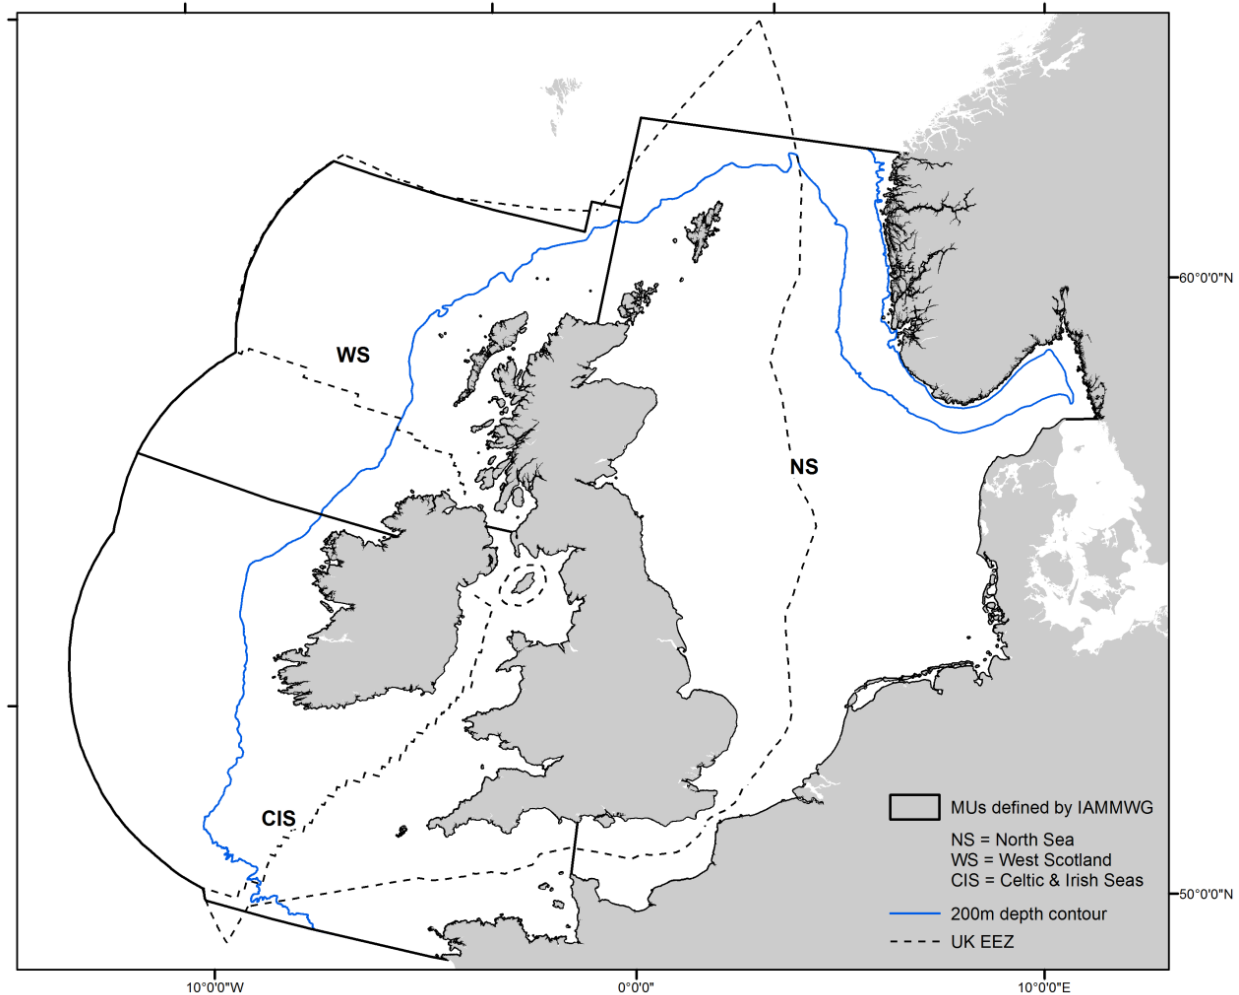 60°0'0"N
WS
NS
CIS
MUs defined by IAMMWG
NS = North Sea
WS = West Scotland
CIS = Celtic & Irish Seas
50°0'0"N
200m depth contour
UK EEZ
10°0'0"W
0°0'0"
10°0'0"E